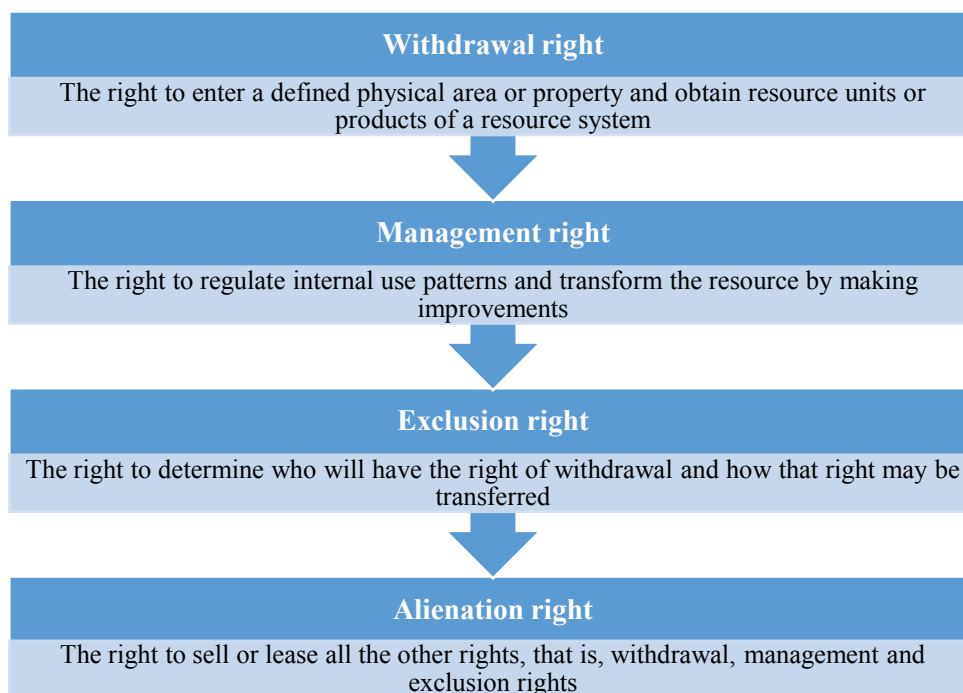 Withdrawal right
The right to enter a defined physical area or property and obtain resource units or
products of a resource system
Management right
The right to regulate internal use patterns and transform the resource by making
improvements
Exclusion right
The right to determine who will have the right of withdrawal and how that right may be
transferred
Alienation right
The right to sell or lease all the other rights, that is, withdrawal, management and
exclusion rights